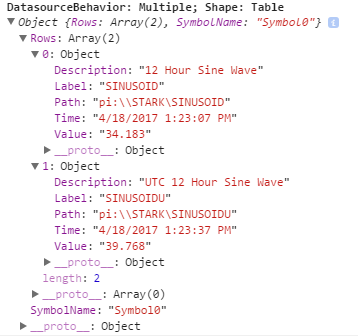 DatasourceBehavior: Multiple; Shape: Table
▼Object {Rows: Array(2), SymbolName: "Symbol0"} i
▼Rows: Array(2)
▼0: Object
Description: "12 Hour Sine Wave"
Label: "SINUSOID"
Path: "pi:\\STARK\SINUSOID"
Time: "4/18/2017 1:23:07 PM"
Value: "34.183"
▶__proto__: Object
▼1: Object
Description: "UTC 12 Hour Sine Wave"
Label: "SINUSOIDU"
Path: "pi:\\STARK\SINUSOIDU"
Time: "4/18/2017 1:23:37 PM"
Value: "39.768"
▶__proto__: Object
length: 2
▶__proto__: Array(0)
SymbolName: "Symbol0"
▶__proto__: Object